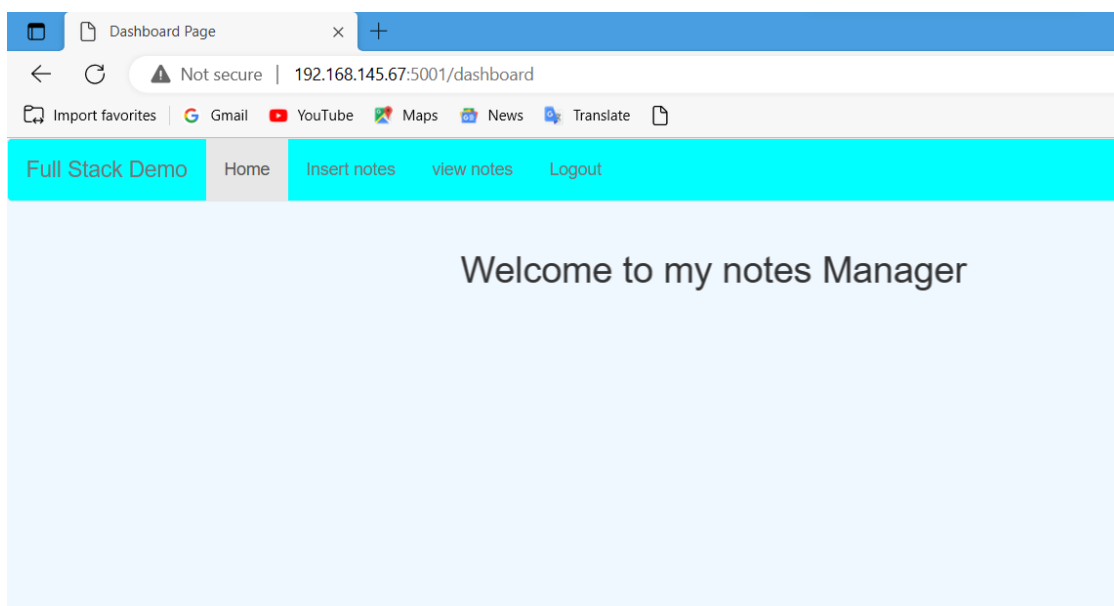 Dashboard Page
Not secure | 192.168.145.67:5001/dashboard
Import favorites Gmail YouTube Maps News Translate
Full Stack Demo Home Insert notes view notes Logout
Welcome to my notes Manager